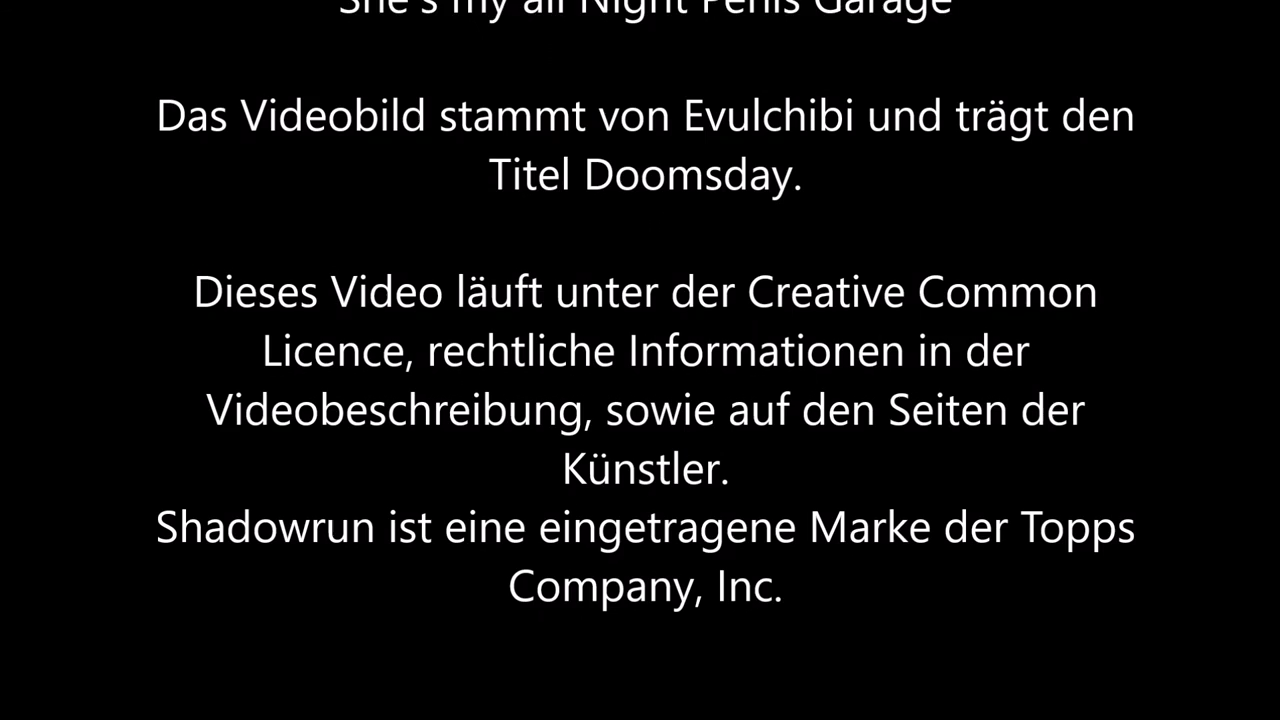 She's my all Night Penis Garage
Das Videobild stammt von Evulchibi und trägt den
Titel Doomsday.
Dieses Video läuft unter der Creative Common
Licence, rechtliche Informationen in der
Videobeschreibung, sowie auf den Seiten der
Künstler.
Shadowrun ist eine eingetragene Marke der Topps
Company, Inc.